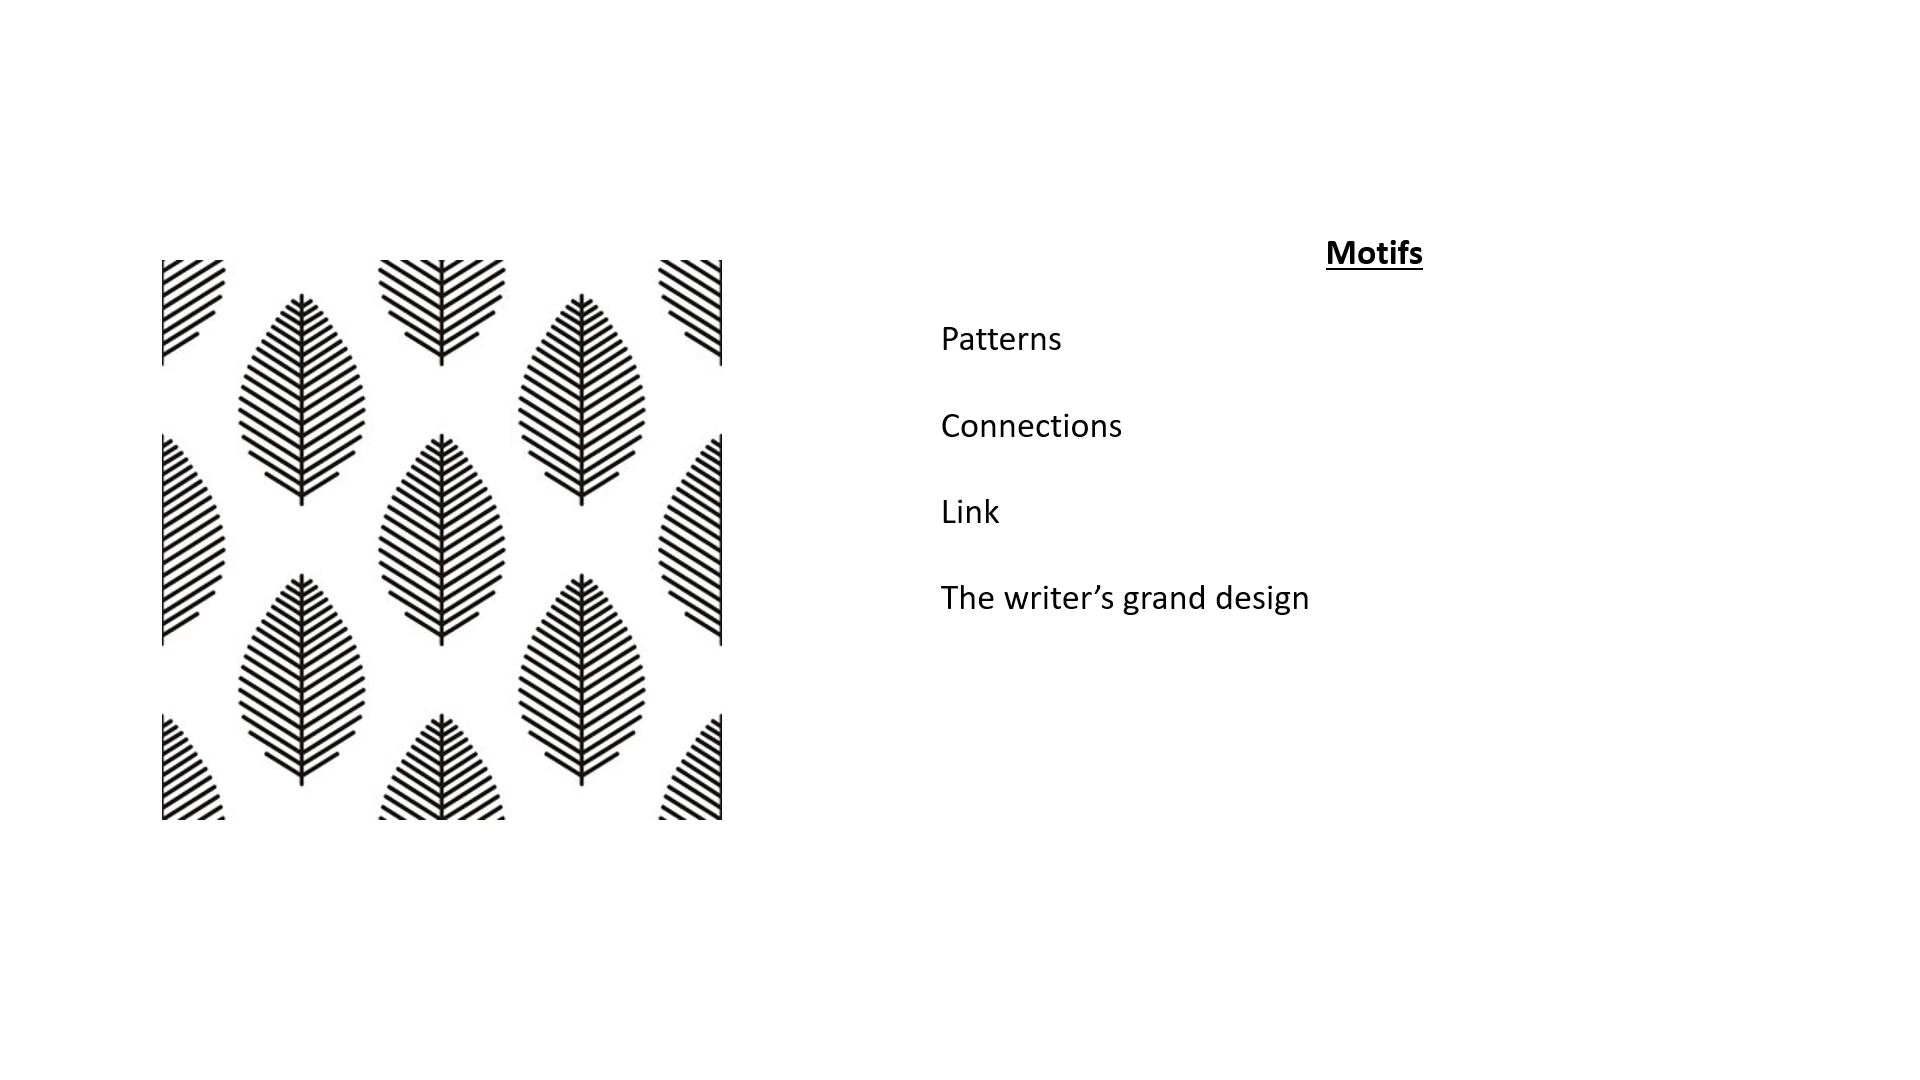 Motifs
Patterns
Connections
Link
The writer’s grand design